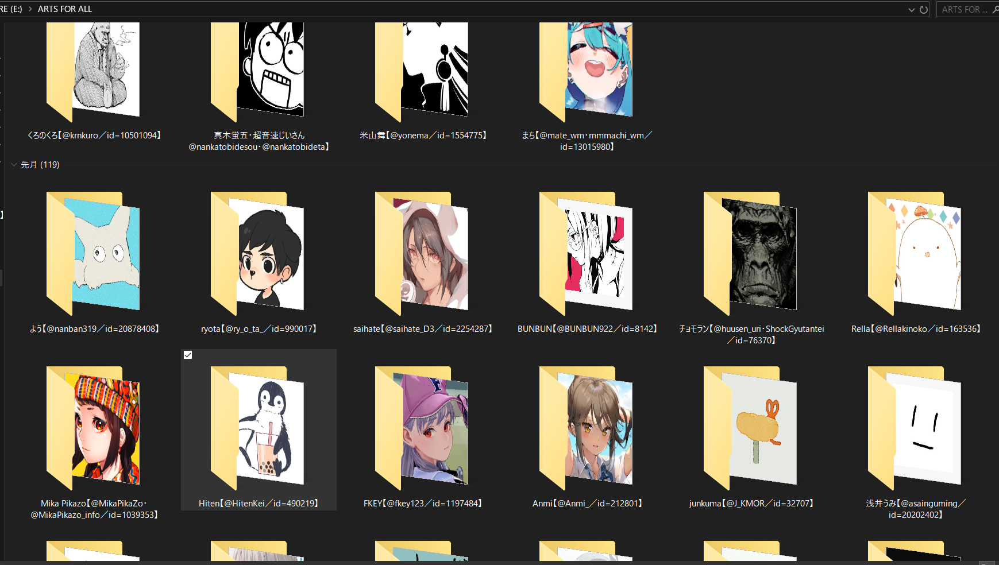 RE (E:) > ARTS FOR ALL
ARTS FOR ...
くろのくろ【@krnkuro／id=10501094】
真木蛍五･超音速じいさん
@nankatobidesou･@nankatobideta】
米山舞【@yonema／id=1554775】
まち【@mate_wm･mmmachi_wm／
id=13015980】
先月 (119)
よう【@nanban319／id=20878408】
ryota【@ry_o_ta_／id=990017】
saihate【@saihate_D3／id=2254287】
BUNBUN【@BUNBUN922／id=8142】
チョモラン【@huusen_uri･ShockGyutantei
／id=76370】
Rella【@Rellakinoko／id=163536】
Mika Pikazo【@MikaPikaZo･
@MikaPikazo_info／id=1039353】
Hiten【@HitenKei／id=490219】
FKEY【@fkey123／id=1197484】
Anmi【@Anmi_／id=212801】
junkuma【@J_KMOR／id=32707】
浅井うみ【@asainguming／
id=20202402】